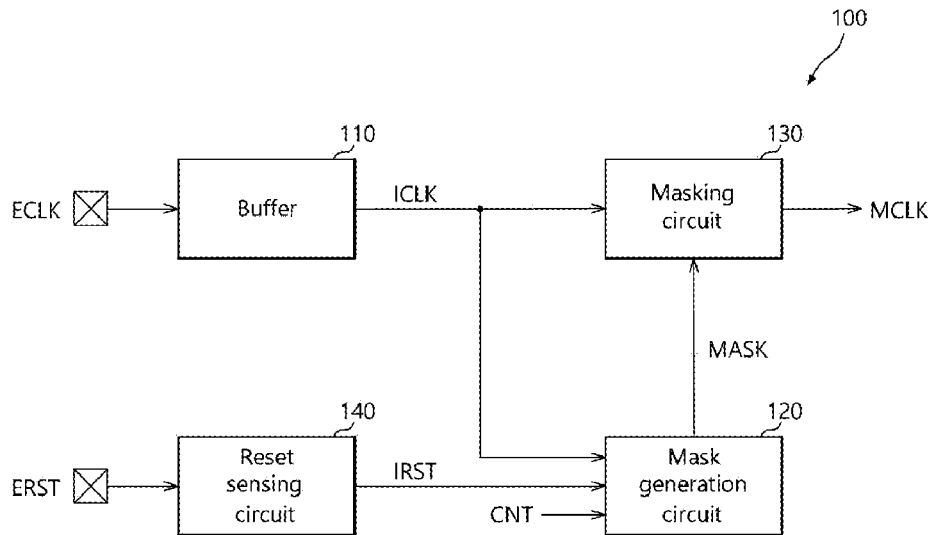 100
110
130
ECLK
Buffer
ICLK
Masking
circuit
MCLK
MASK
140
120
ERST
Reset
sensing
circuit
IRST
CNT
Mask
generation
circuit